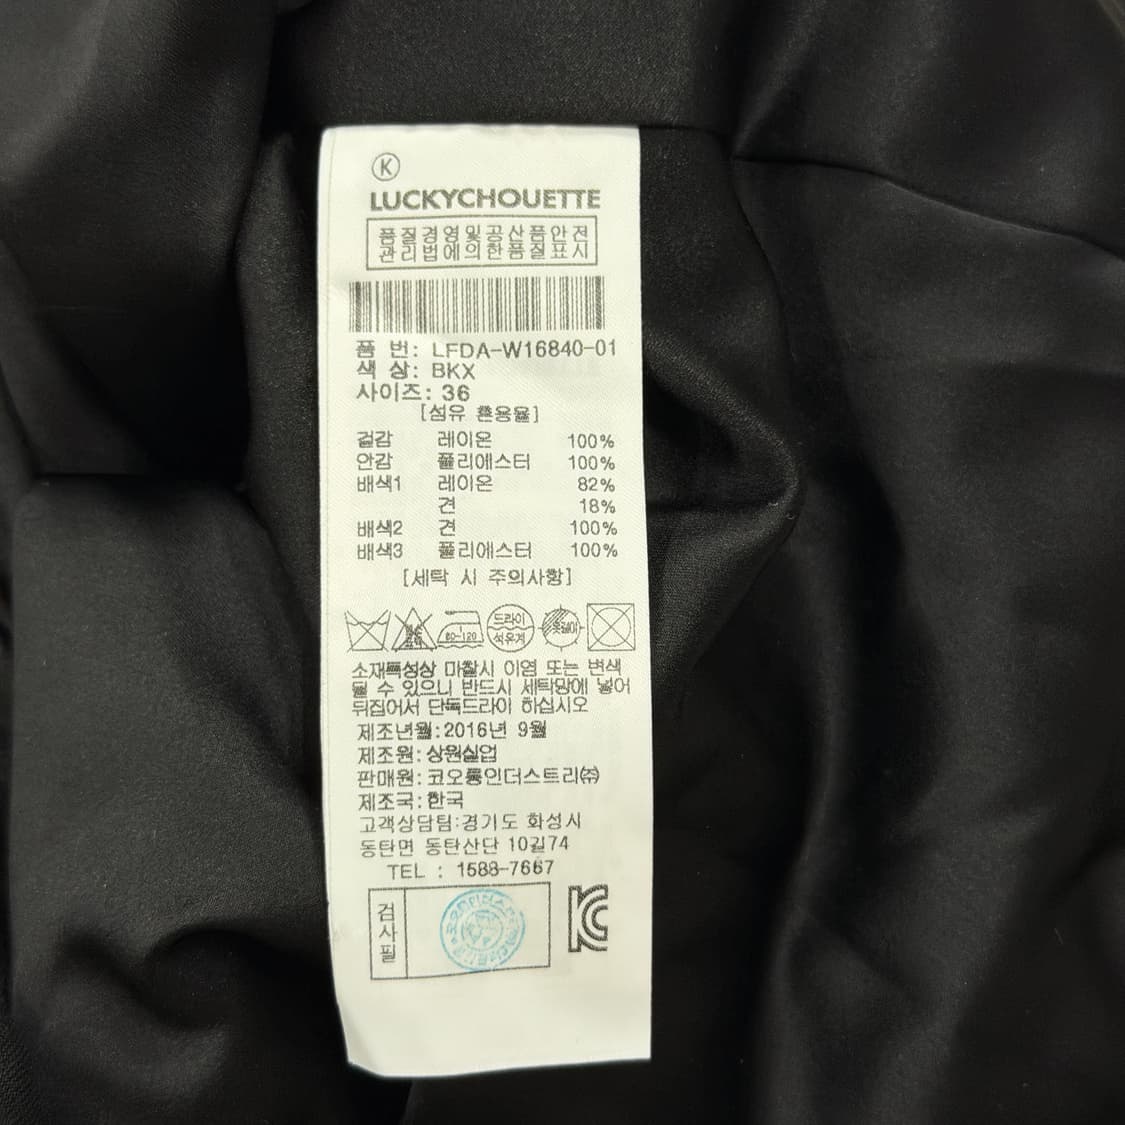 K
LUCKYCHOUETTE
품질경영및공산품안전
관리법에의한품질표시
품 번: LFDA-W16840-01
색 상: BKX
사이즈: 36
[섬유 혼용율]
겉감 레이온 100%
안감 폴리에스터 100%
배색1 레이온 82%
견 18%
배색2 견 100%
배색3 폴리에스터 100%
[세탁 시 주의사항]
80-120 드라이 석유계 옷걸이
소재특성상 마찰시 이염 또는 변색
될 수 있으니 반드시 세탁망에 넣어
뒤집어서 단독드라이 하십시오
제조년월:2016년 9월
제조원:상원실업
판매원:코오롱인더스트리㈜
제조국:한국
고객상담팀:경기도 화성시
동탄면 동탄산단 10길74
TEL : 1588-7667
검사필
KC